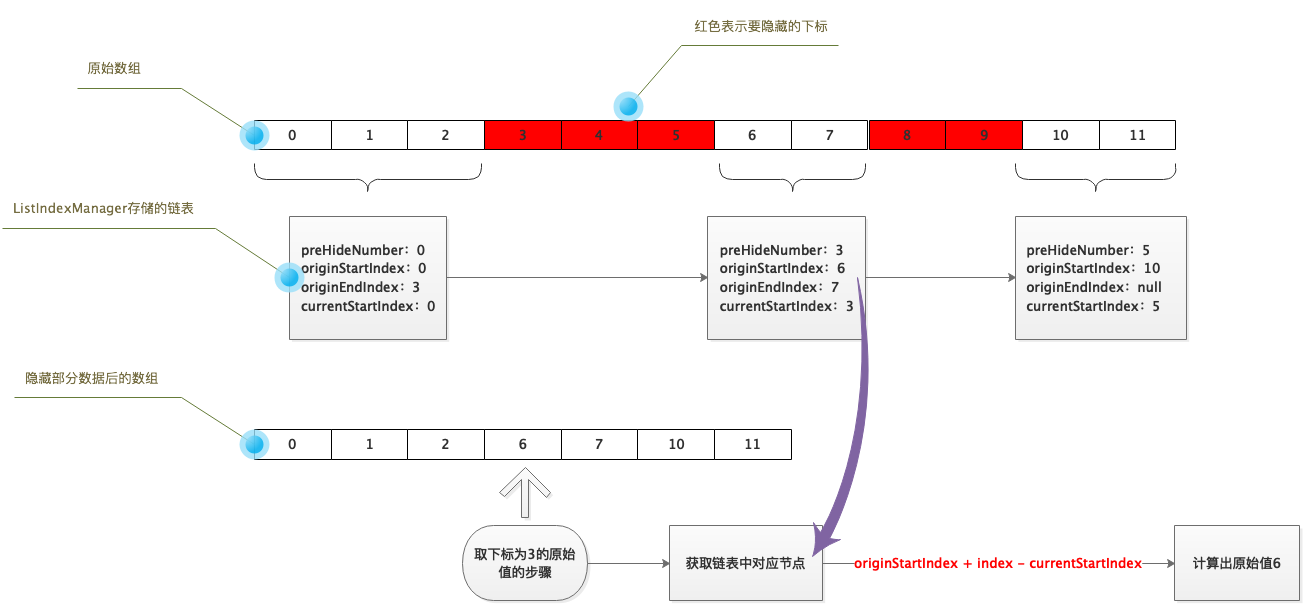 红色表示要隐藏的下标
原始数组
0 1 2 3 4 5 6 7 8 9 10 11
ListIndexManager存储的链表
preHideNumber：0
originStartIndex：0
originEndIndex：3
currentStartIndex：0
preHideNumber：3
originStartIndex：6
originEndIndex：7
currentStartIndex：3
preHideNumber：5
originStartIndex：10
originEndIndex：null
currentStartIndex：5
隐藏部分数据后的数组
0 1 2 6 7 10 11
取下标为3的原始
值的步骤
获取链表中对应节点
originStartIndex + index - currentStartIndex
计算出原始值6